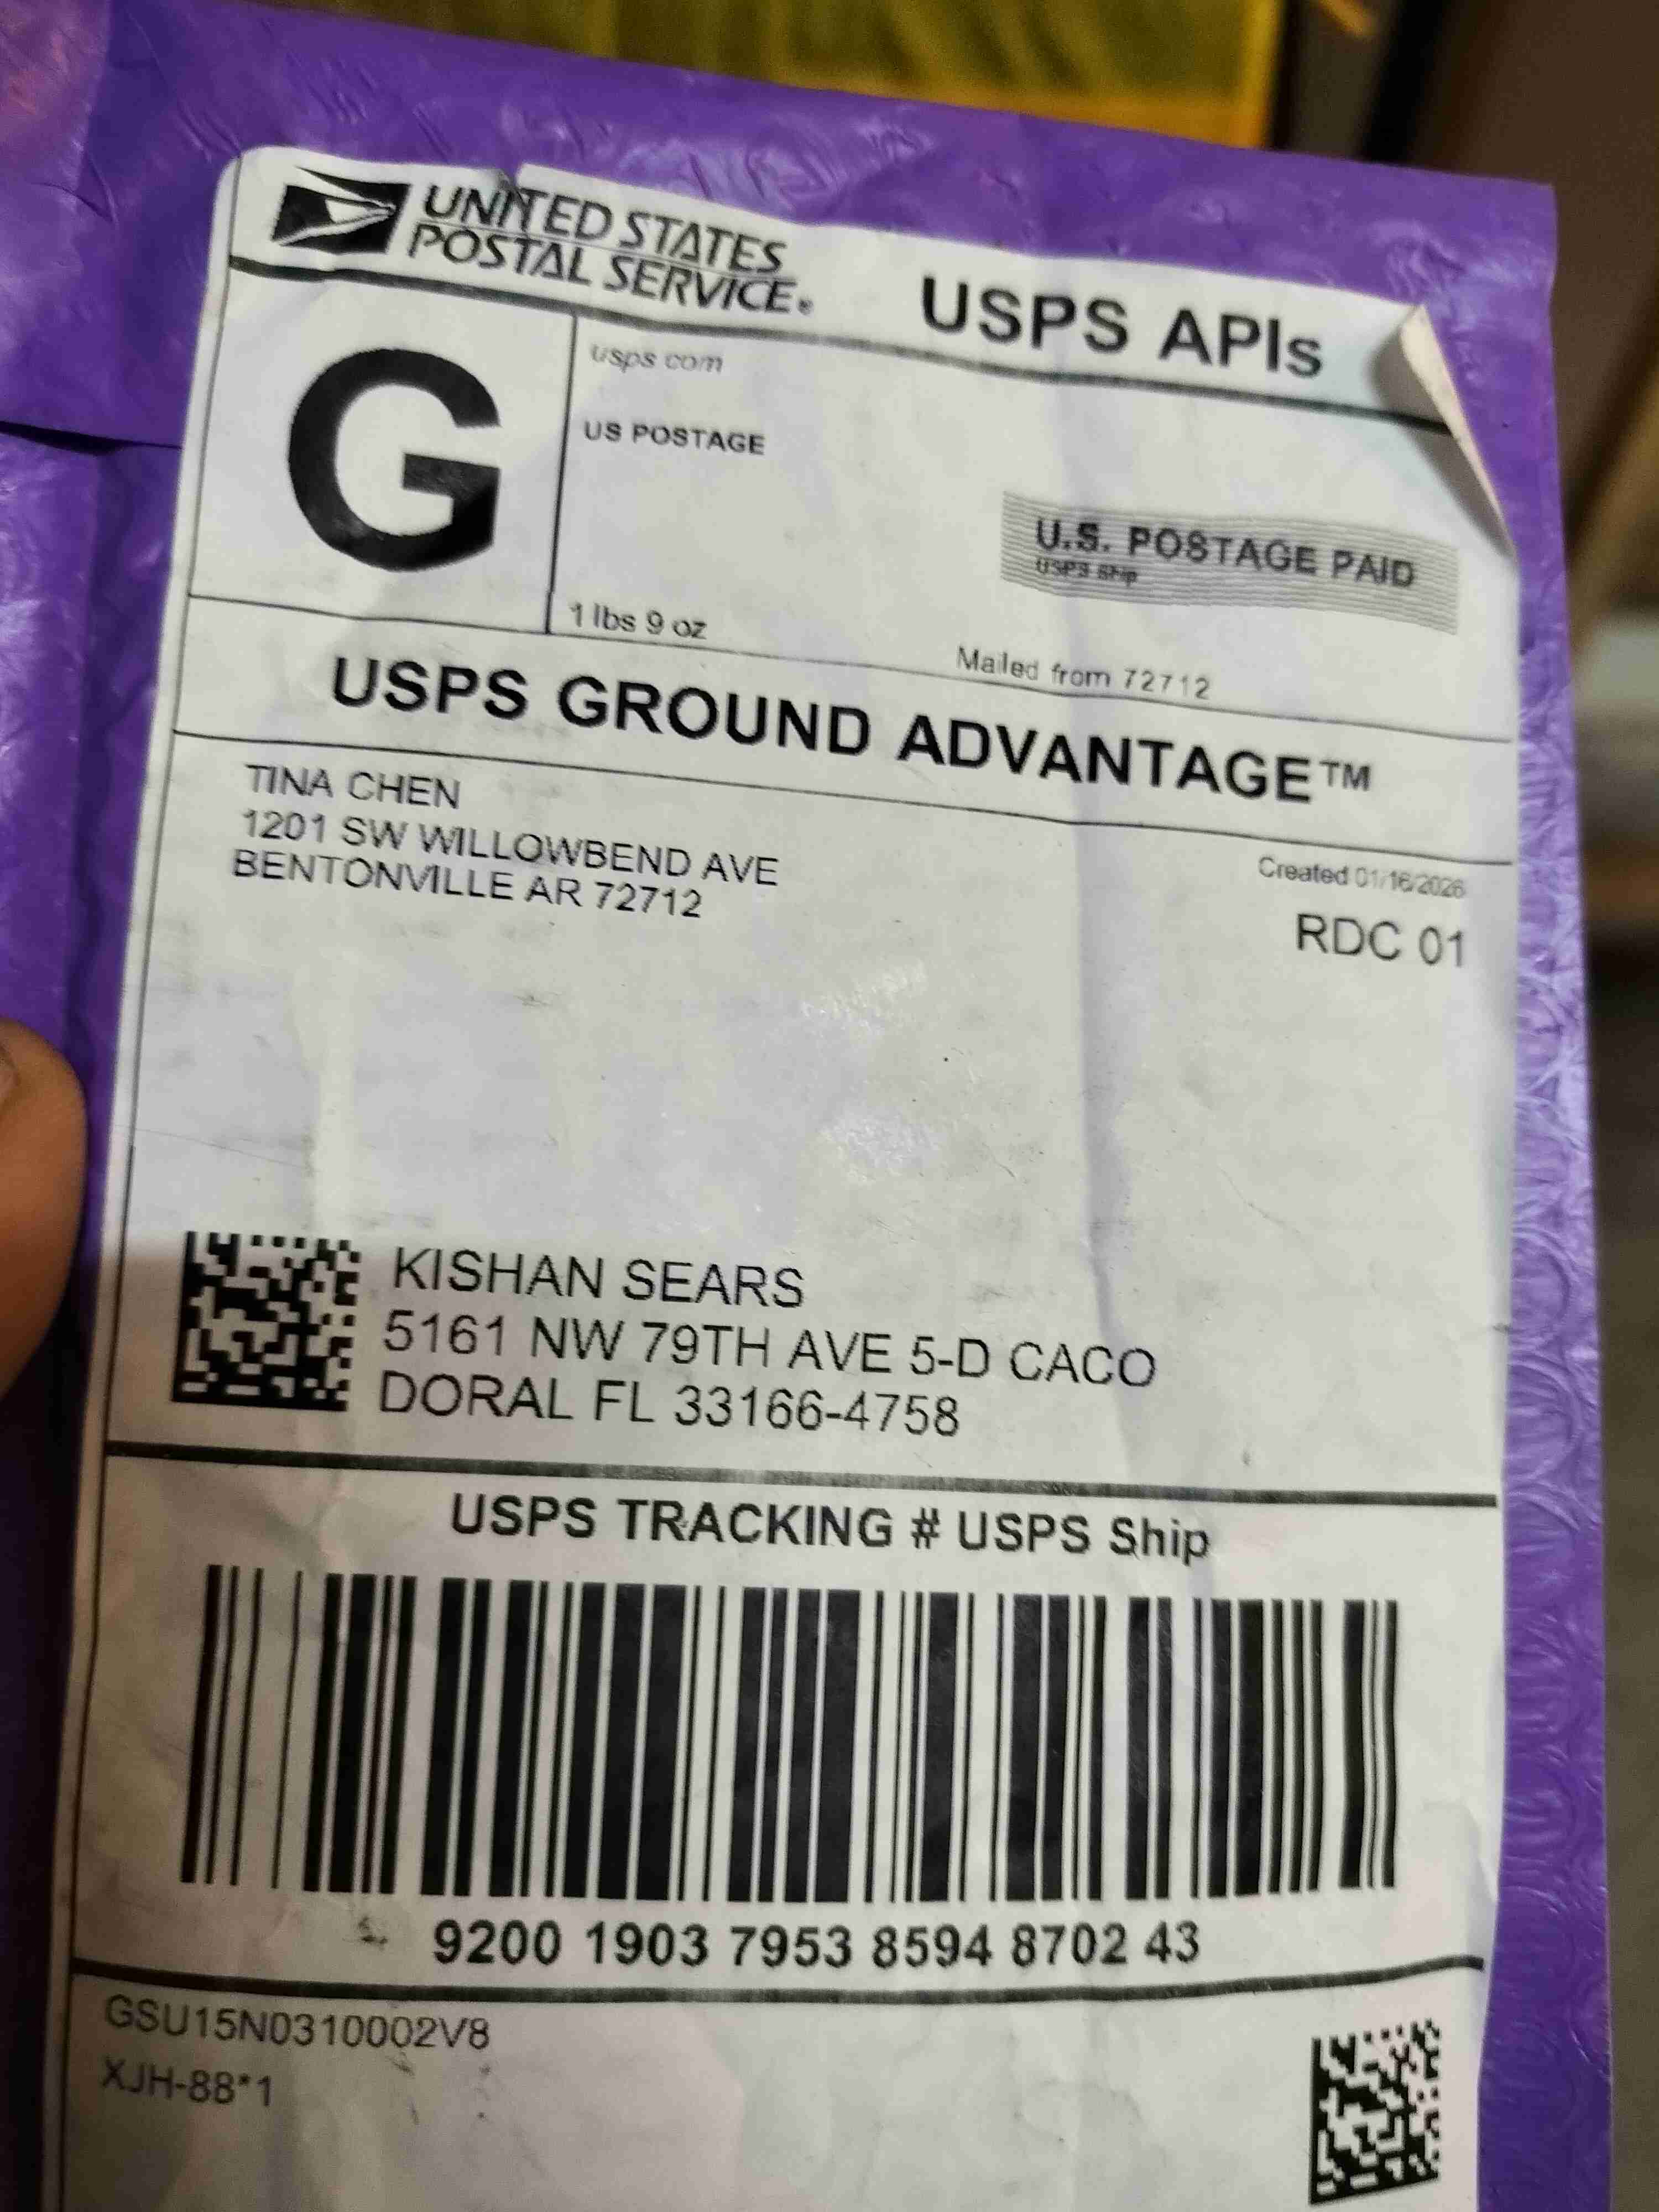 UNITED STATES
POSTAL SERVICE®
USPS APIs
G
usps com
US POSTAGE
U.S. POSTAGE PAID
USPS Ship
1 lbs 9 oz
Mailed from 72712
USPS GROUND ADVANTAGE™
TINA CHEN
1201 SW WILLOWBEND AVE
BENTONVILLE AR 72712
Created 01/16/2026
RDC 01
KISHAN SEARS
5161 NW 79TH AVE 5-D CACO
DORAL FL 33166-4758
USPS TRACKING # USPS Ship
9200 1903 7953 8594 8702 43
GSU15N0310002V8
XJH-88*1